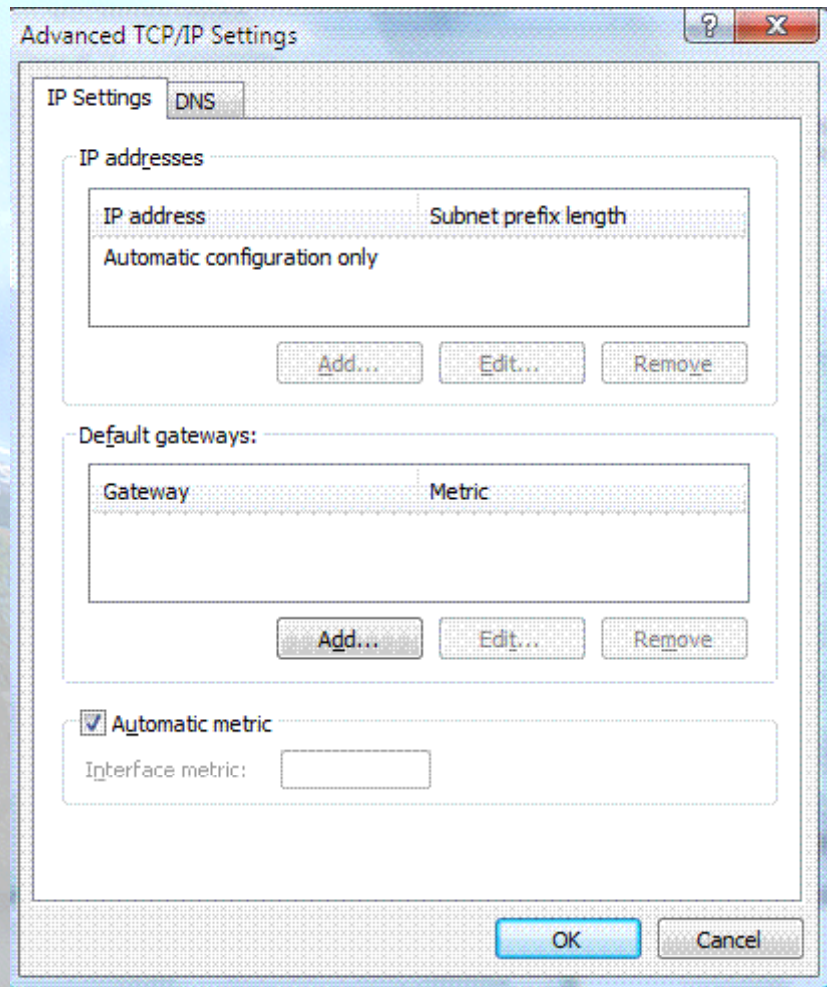 Advanced TCP/IP Settings
IP Settings DNS
IP addresses
IP address Subnet prefix length
Automatic configuration only
Add... Edit... Remove
Default gateways:
Gateway Metric
Add... Edit... Remove
Automatic metric
Interface metric:
OK Cancel